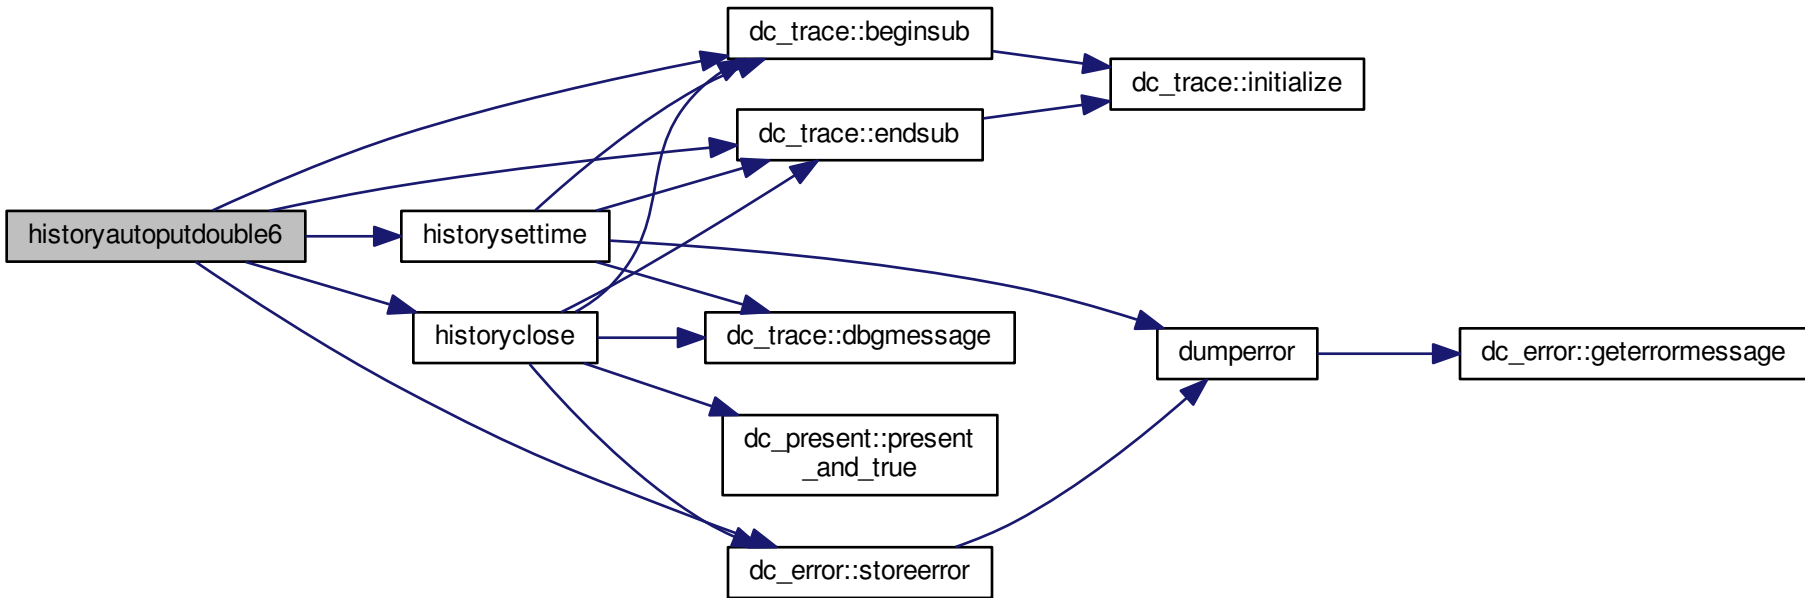 dc_trace::beginsub
dc_trace::initialize
dc_trace::endsub
historyautoputdouble6
historysettime
historyclose
dc_trace::dbgmessage
dumperror
dc_error::geterrormessage
dc_present::present
_and_true
dc_error::storeerror